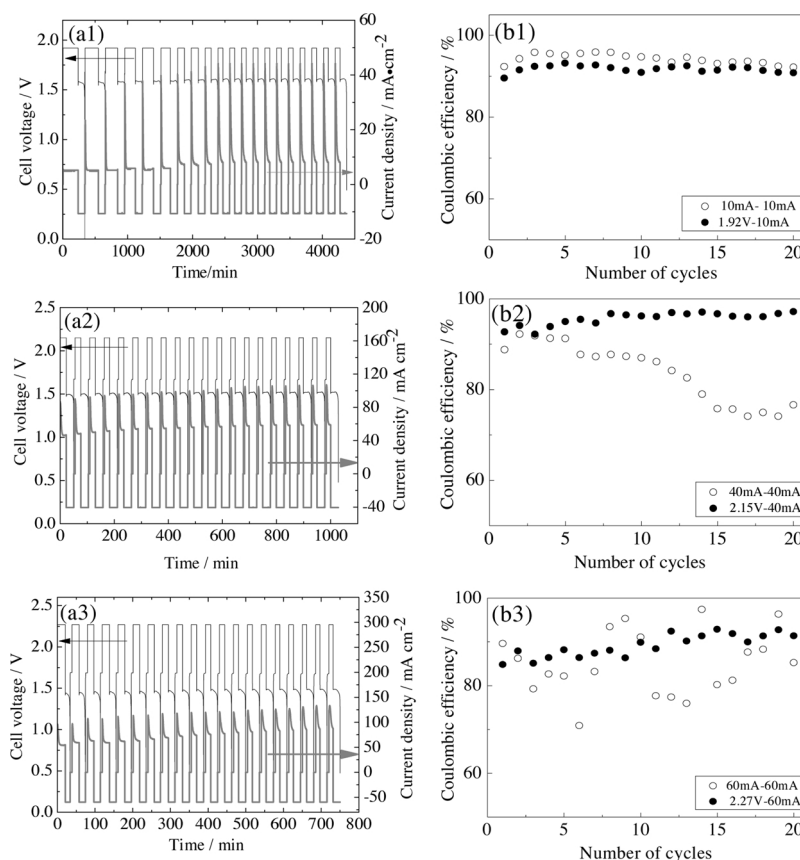 (a1)
2.0
1.5
1.0
0.5
0.0
Cell voltage / V
60
40
20
0
-20
Current density / mA•cm⁻²
0 1000 2000 3000 4000
Time/min
(b1)
100
80
60
Coulombic efficiency / %
10mA- 10mA
1.92V-10mA
0 5 10 15 20
Number of cycles
(a2)
2.5
2.0
1.5
1.0
0.5
0.0
Cell voltage / V
200
160
120
80
40
0
-40
Current density / mA cm⁻²
0 200 400 600 800 1000
Time / min
(b2)
100
80
60
Coulombic efficiency / %
40mA-40mA
2.15V-40mA
0 5 10 15 20
Number of cycles
(a3)
2.5
2.0
1.5
1.0
0.5
0.0
Cell voltage / V
350
300
250
200
150
100
50
0
-50
Current density / mA cm⁻²
0 100 200 300 400 500 600 700 800
Time / min
(b3)
100
80
60
Coulombic efficiency / %
60mA-60mA
2.27V-60mA
0 5 10 15 20
Number of cycles